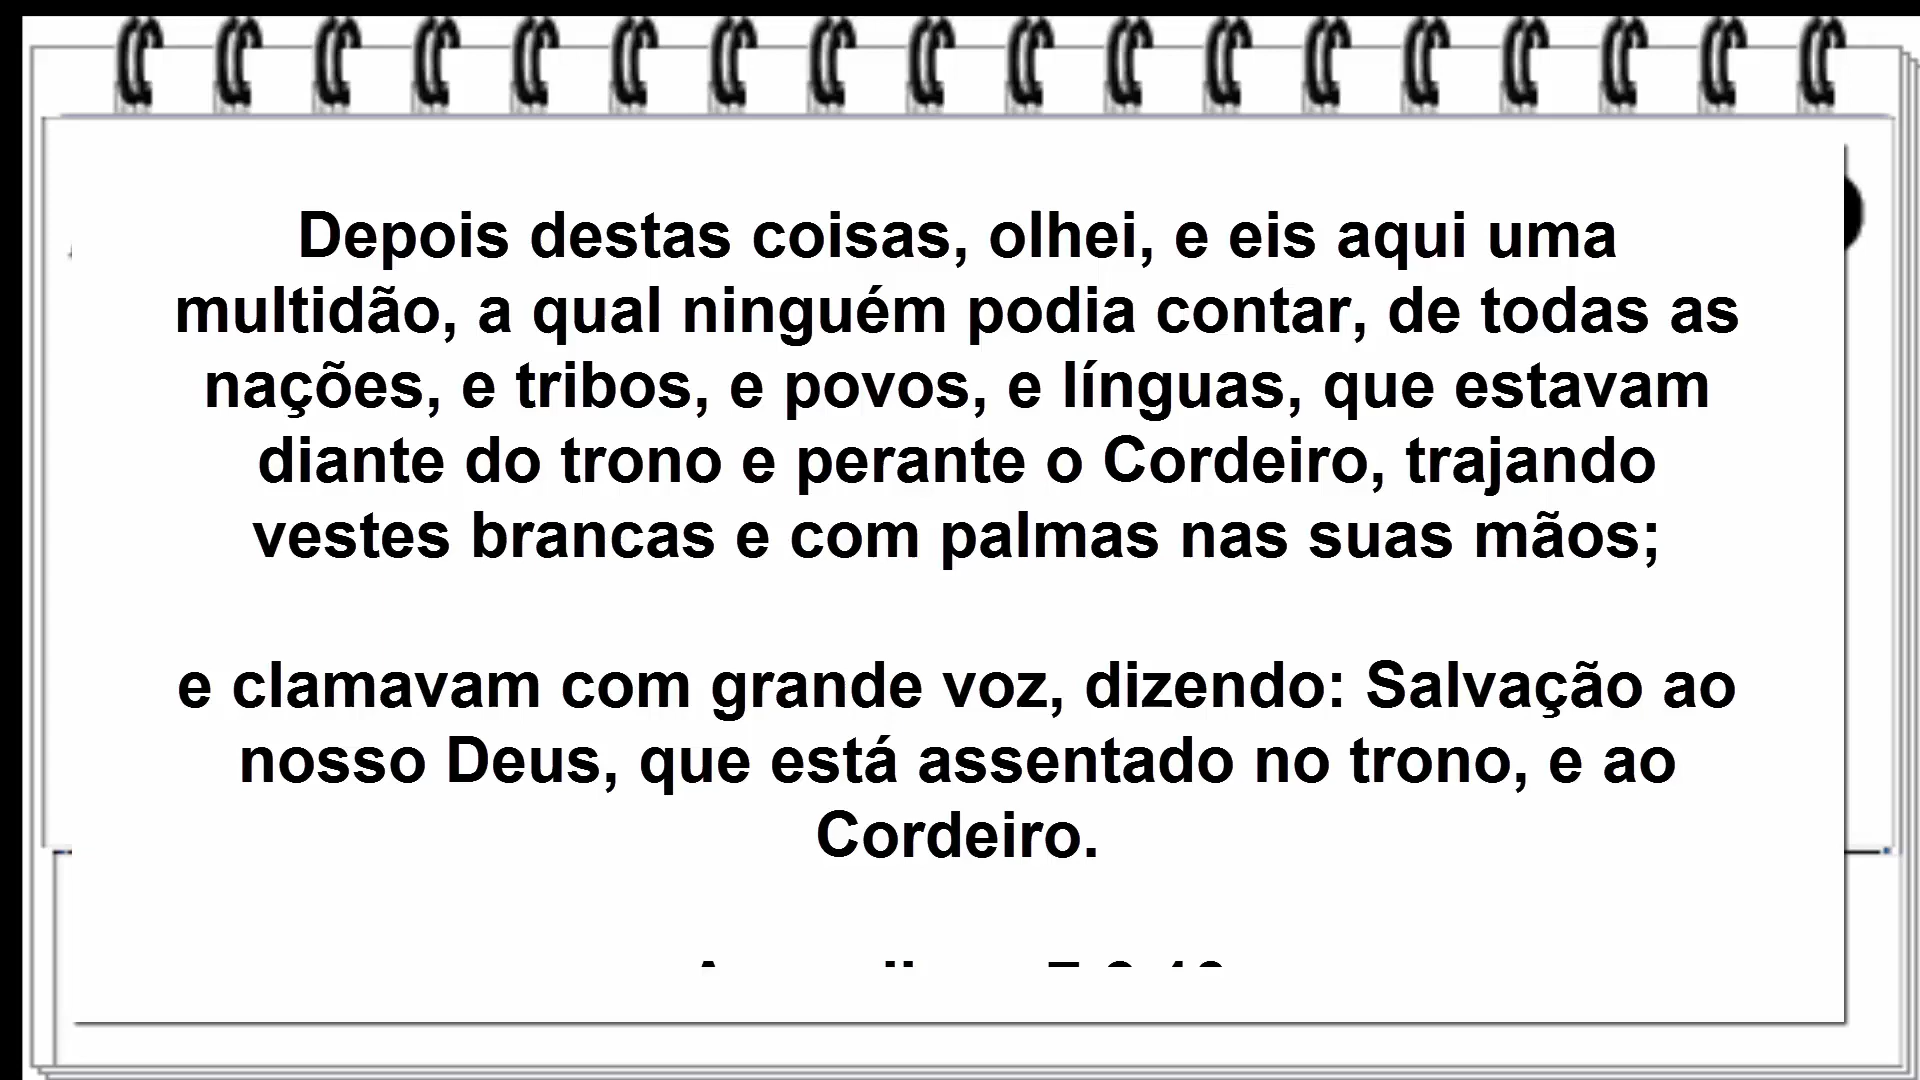 Depois destas coisas, olhei, e eis aqui uma
multidão, a qual ninguém podia contar, de todas as
nações, e tribos, e povos, e línguas, que estavam
diante do trono e perante o Cordeiro, trajando
vestes brancas e com palmas nas suas mãos;
e clamavam com grande voz, dizendo: Salvação ao
nosso Deus, que está assentado no trono, e ao
Cordeiro.